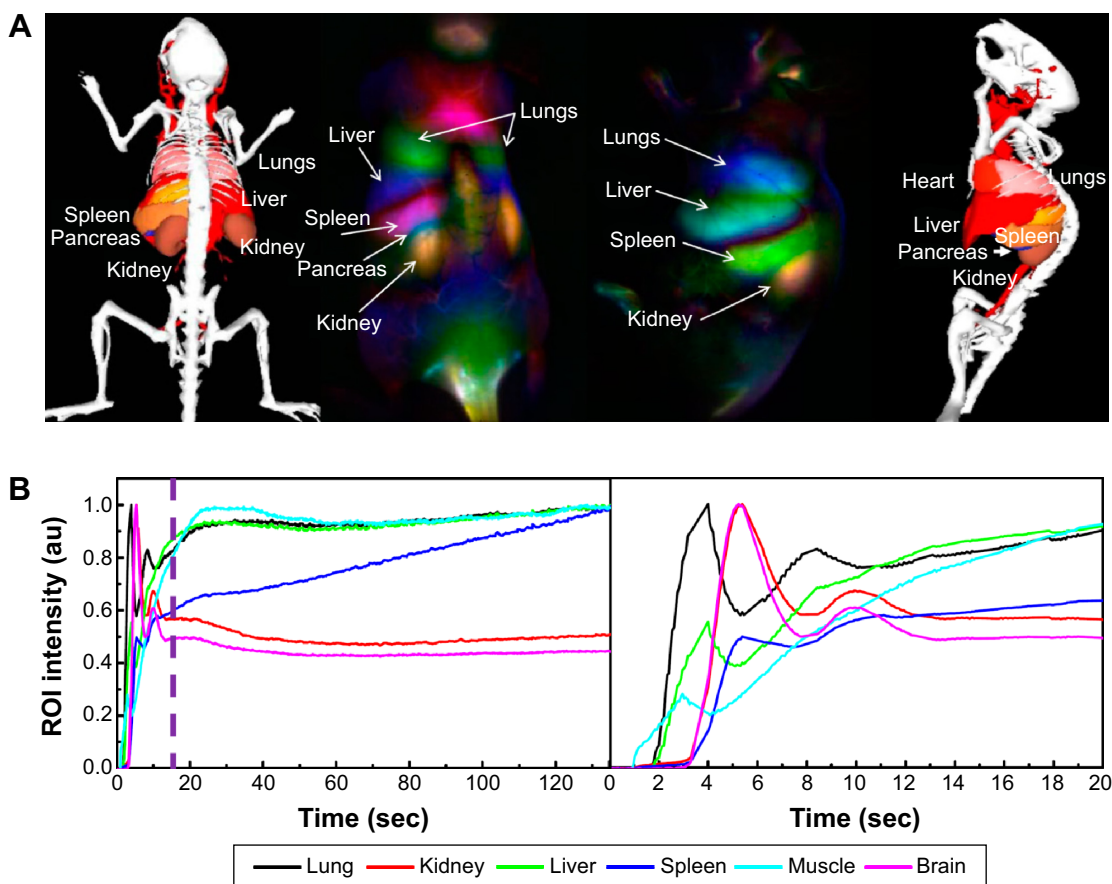 A
Lungs
Liver
Spleen
Pancreas
Kidney
Kidney
Liver
Lungs
Spleen
Pancreas
Kidney
Lungs
Liver
Spleen
Kidney
Heart
Lungs
Liver
Spleen
Pancreas
Kidney
B
ROI intensity (au)
1.0
0.8
0.6
0.4
0.2
0.0
0 20 40 60 80 100 120
0 2 4 6 8 10 12 14 16 18 20
Time (sec)
Time (sec)
Lung Kidney Liver Spleen Muscle Brain